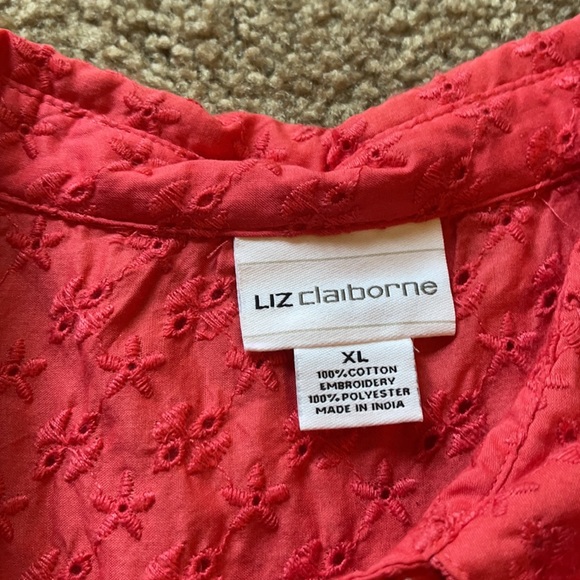 LIZ claiborne
XL
100% COTTON
EMBROIDERY
100% POLYESTER
MADE IN INDIA